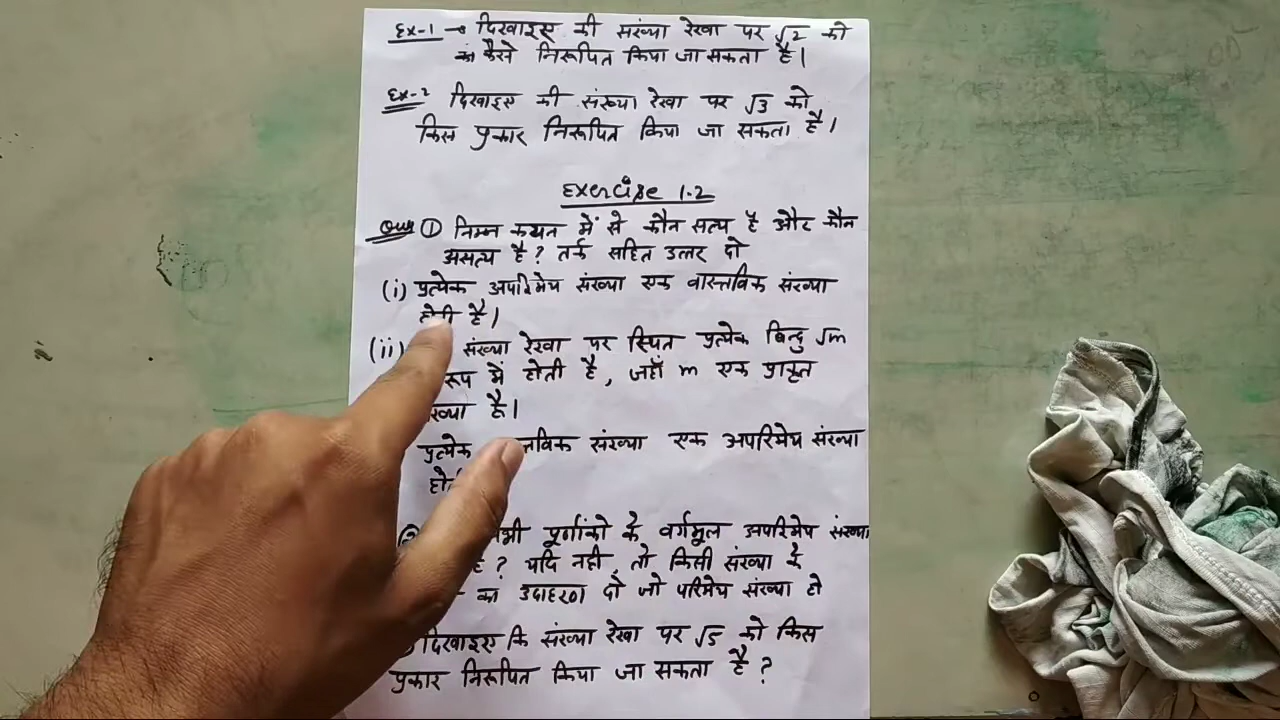 Ex-1 → दिखाइए की संख्या रेखा पर √2 को
कैसे निरूपित किया जा सकता है।
Ex-2 दिखाइए की संख्या रेखा पर √3 को
किस प्रकार निरूपित किया जा सकता है।
Exercise 1.2
Que ① निम्न कथन में से कौन सत्य है और कौन
असत्य है? तर्क सहित उत्तर दो
(i) प्रत्येक अपरिमेय संख्या एक वास्तविक संख्या
होती है।
(ii) संख्या रेखा पर स्थित प्रत्येक बिन्दु √m
रूप में होती है, जहाँ m एक प्राकृत
है।
प्रत्येक संख्या एक अपरिमेय संख्या
पूर्णांको के वर्गमूल अपरिमेय संख्या
है? यदि नही, तो किसी संख्या के
का उदाहरण दो जो परिमेय संख्या हो
दिखाइए कि संख्या रेखा पर √5 को किस
प्रकार निरूपित किया जा सकता है?